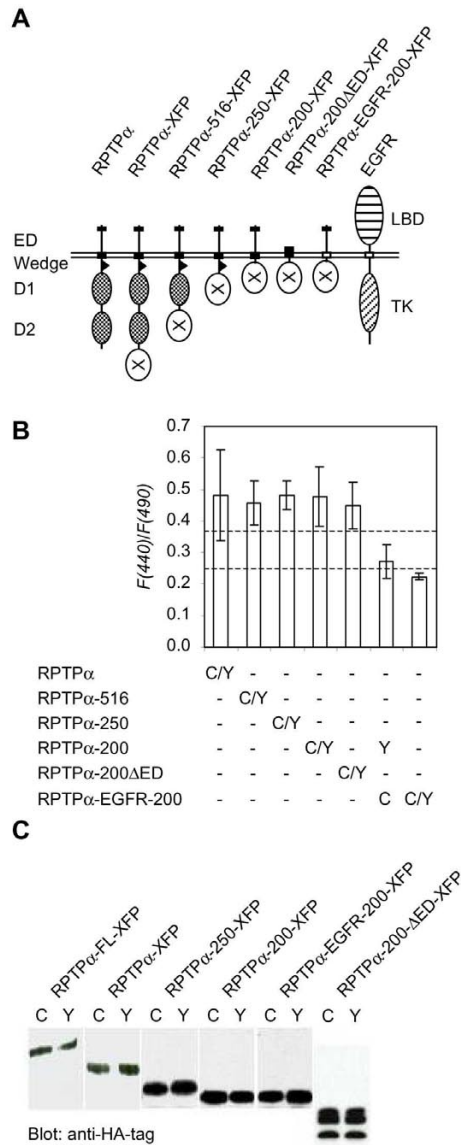 A
RPTPα
RPTPα-XFP
RPTPα-516-XFP
RPTPα-250-XFP
RPTPα-200-XFP
RPTPα-200ΔED-XFP
RPTPα-EGFR-200-XFP
EGFR
ED
LBD
Wedge
D1
TK
D2
X X X X X X
B
0.7
0.6
0.5
0.4
0.3
0.2
0.1
0.0
F(440)/F(490)
RPTPα C/Y - - - - - -
RPTPα-516 - C/Y - - - - -
RPTPα-250 - - C/Y - - - -
RPTPα-200 - - - C/Y - Y -
RPTPα-200ΔED - - - - C/Y - -
RPTPα-EGFR-200 - - - - - C C/Y
C
RPTPα-FL-XFP
RPTPα-XFP
RPTPα-250-XFP
RPTPα-200-XFP
RPTPα-EGFR-200-XFP
RPTPα-200-ΔED-XFP
C Y C Y C Y C Y C Y C Y
Blot: anti-HA-tag